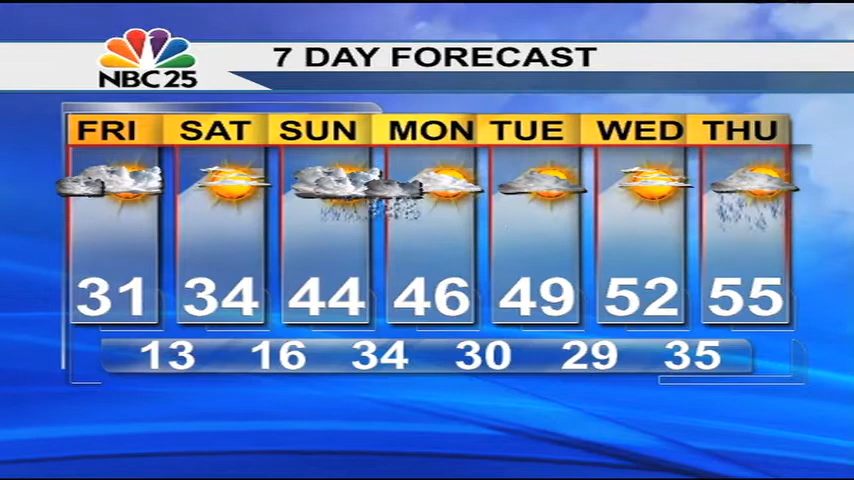 7 DAY FORECAST
NBC25
FRI SAT SUN MON TUE WED THU
31 34 44 46 49 52 55
13 16 34 30 29 35